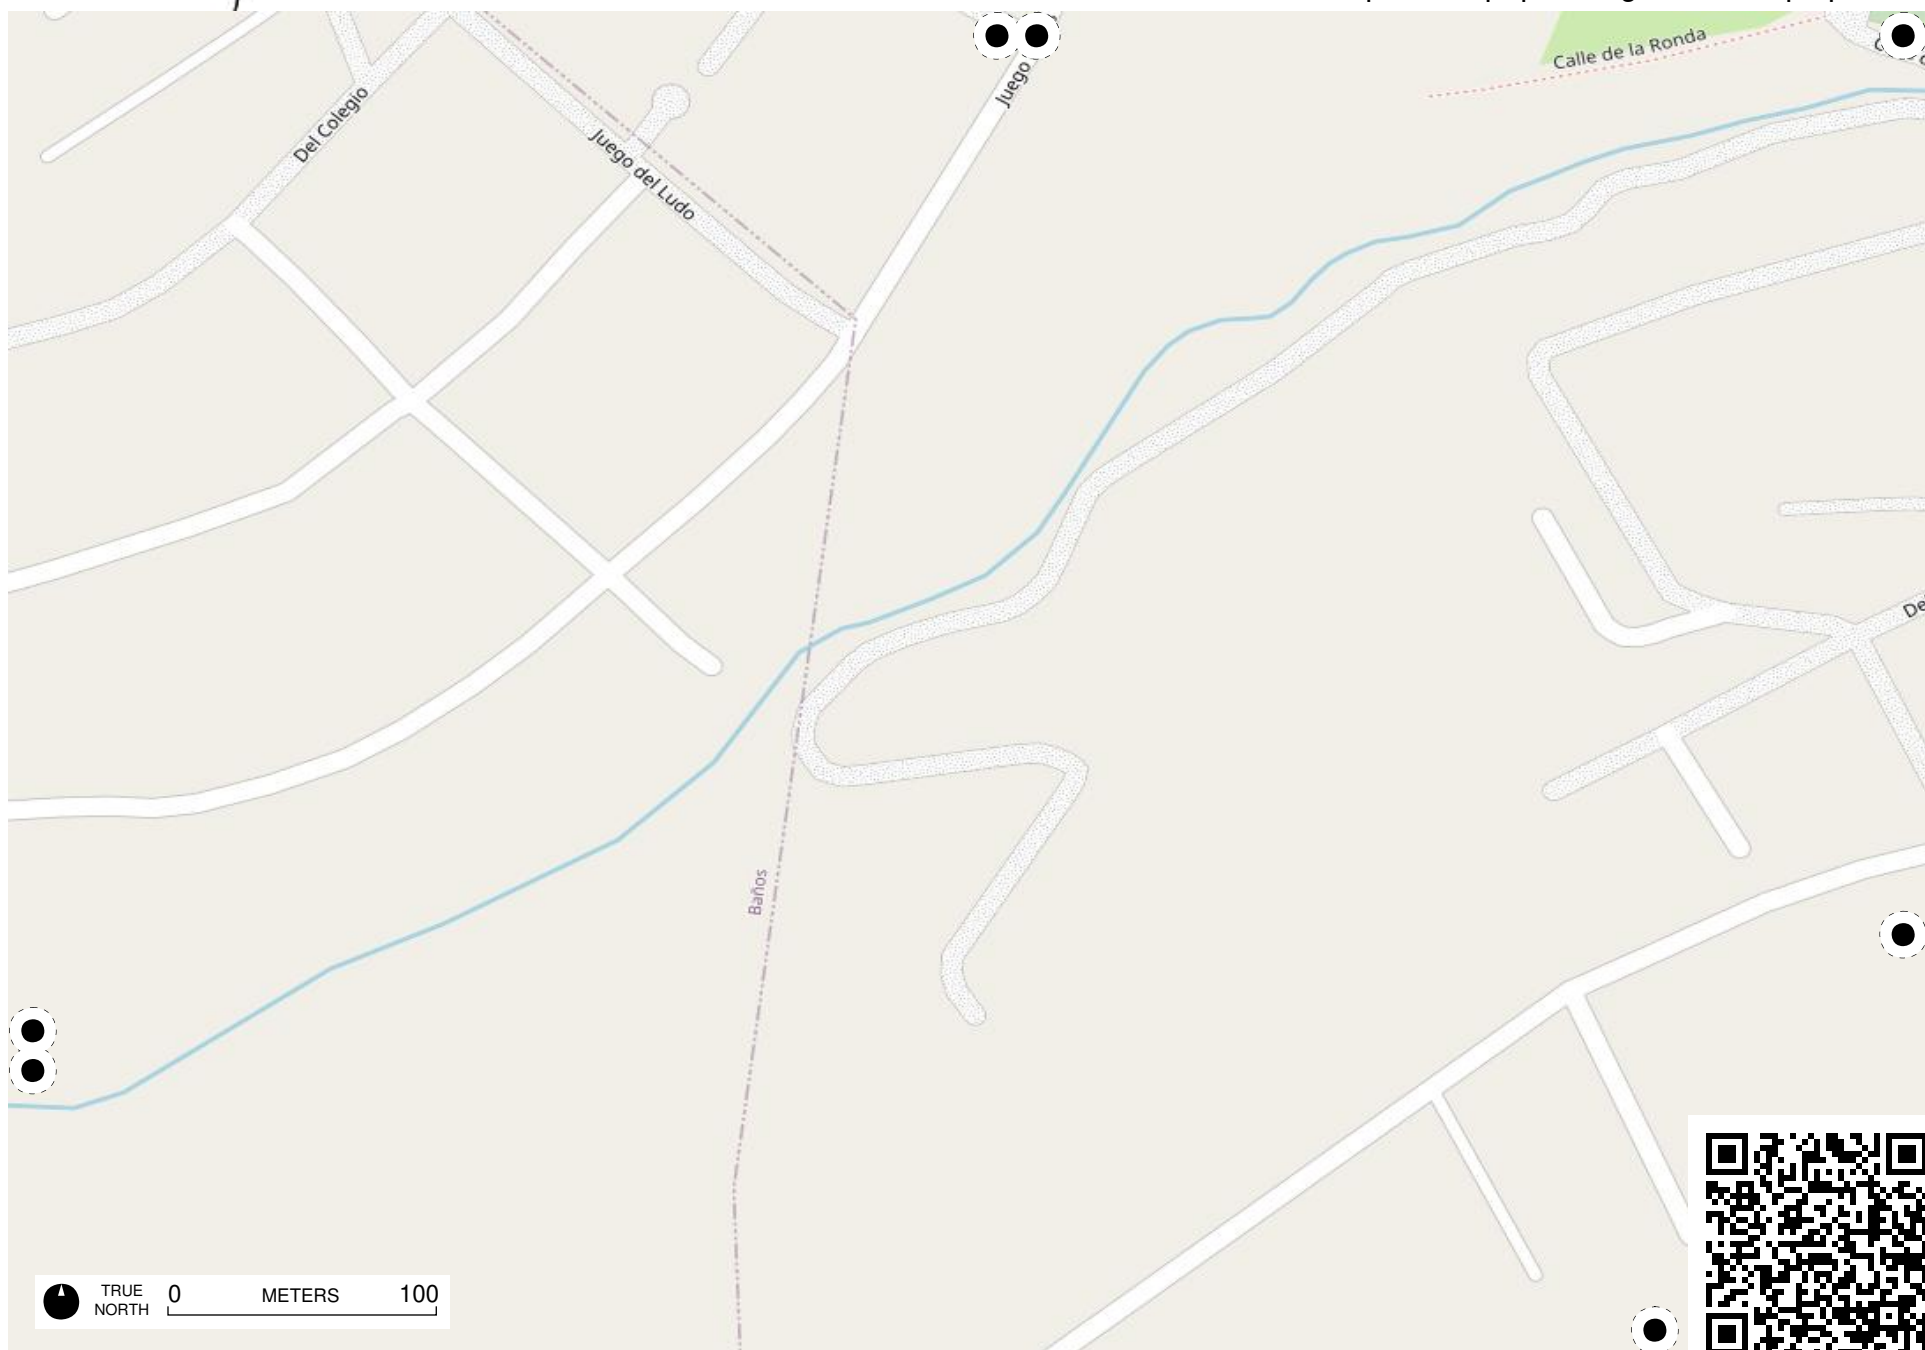 Calle de la Ronda
Juego
Del Colegio
Juego del Ludo
Baños
TRUE
NORTH
0 METERS 100